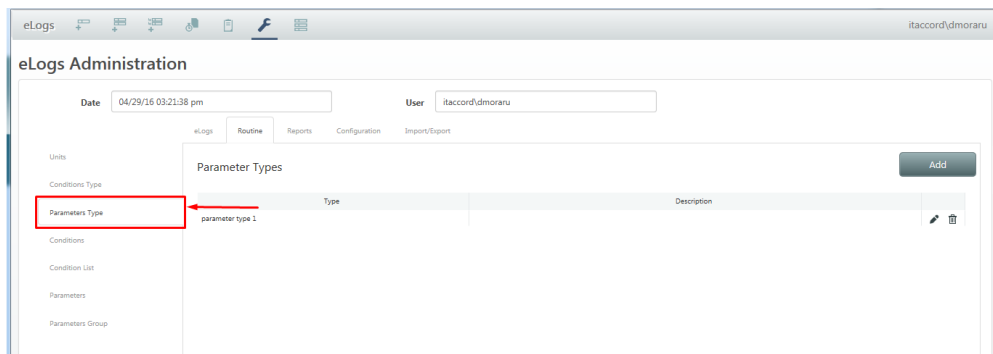 eLogs itaccord\dmoraru
eLogs Administration
Date 04/29/16 03:21:38 pm User itaccord\dmoraru
eLogs Routine Reports Configuration Import/Export
Units
Parameter Types Add
Conditions Type
Type Description
Parameters Type
parameter type 1
Conditions
Condition List
Parameters
Parameters Group